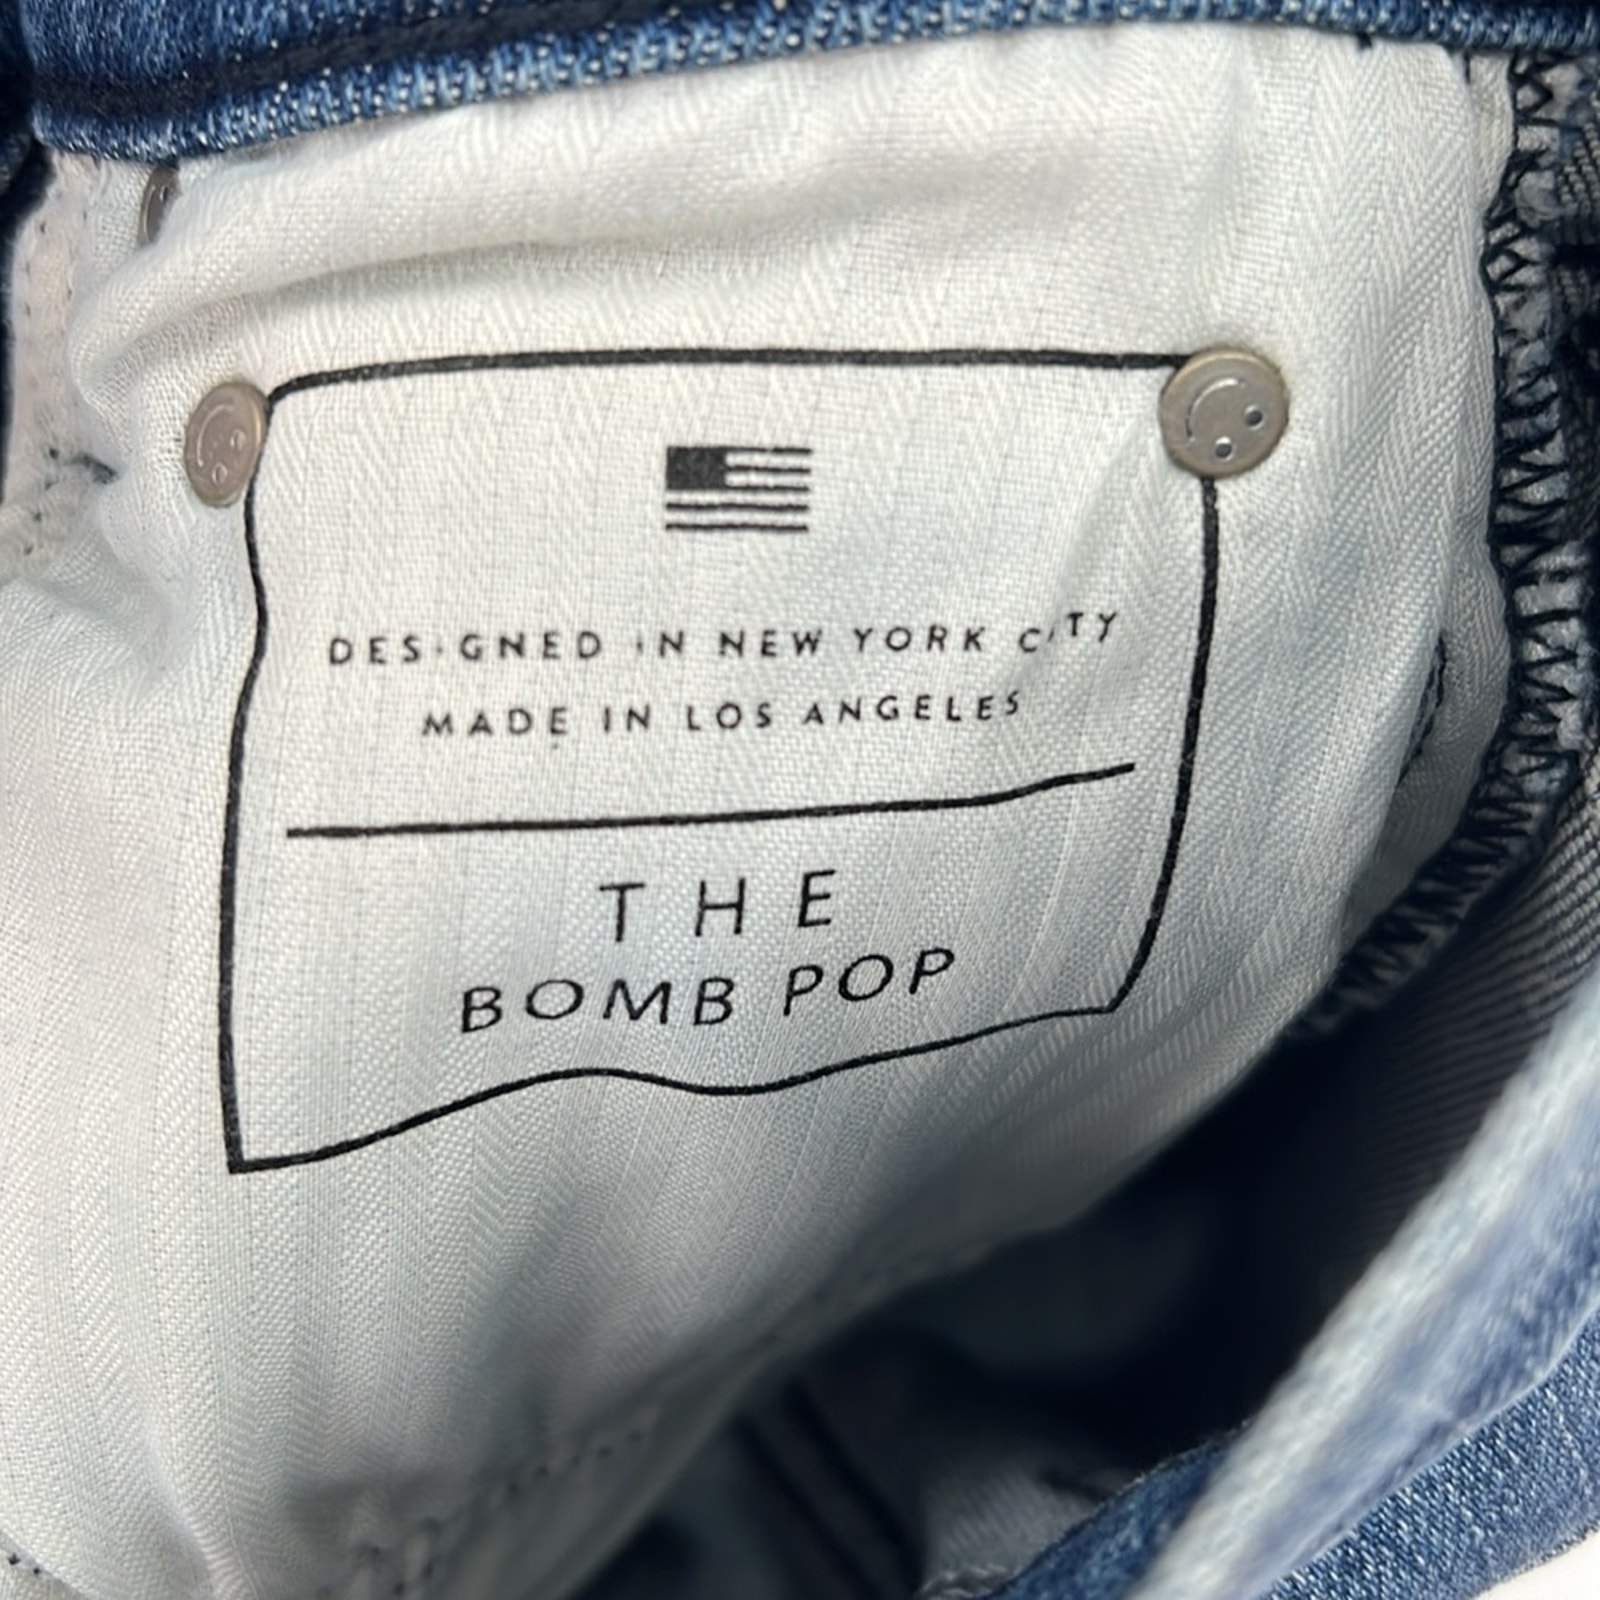 DESIGNED IN NEW YORK CITY
MADE IN LOS ANGELES
THE
BOMB POP